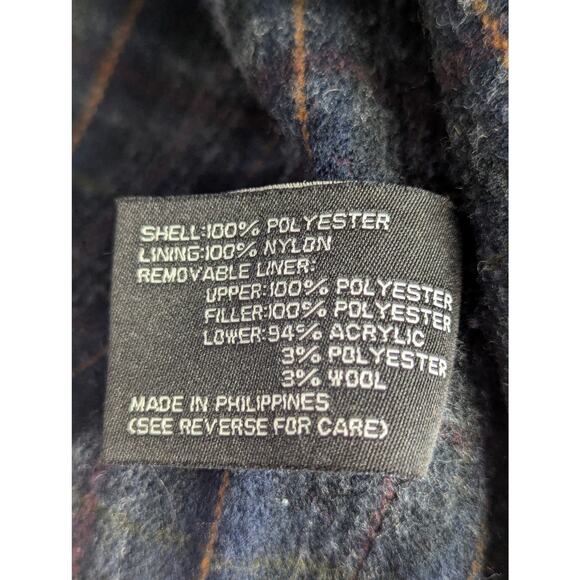 SHELL:100% POLYESTER
LINING:100% NYLON
REMOVABLE LINER:
UPPER:100% POLYESTER
FILLER:100% POLYESTER
LOWER:94% ACRYLIC
3% POLYESTER
3% WOOL
MADE IN PHILIPPINES
(SEE REVERSE FOR CARE)